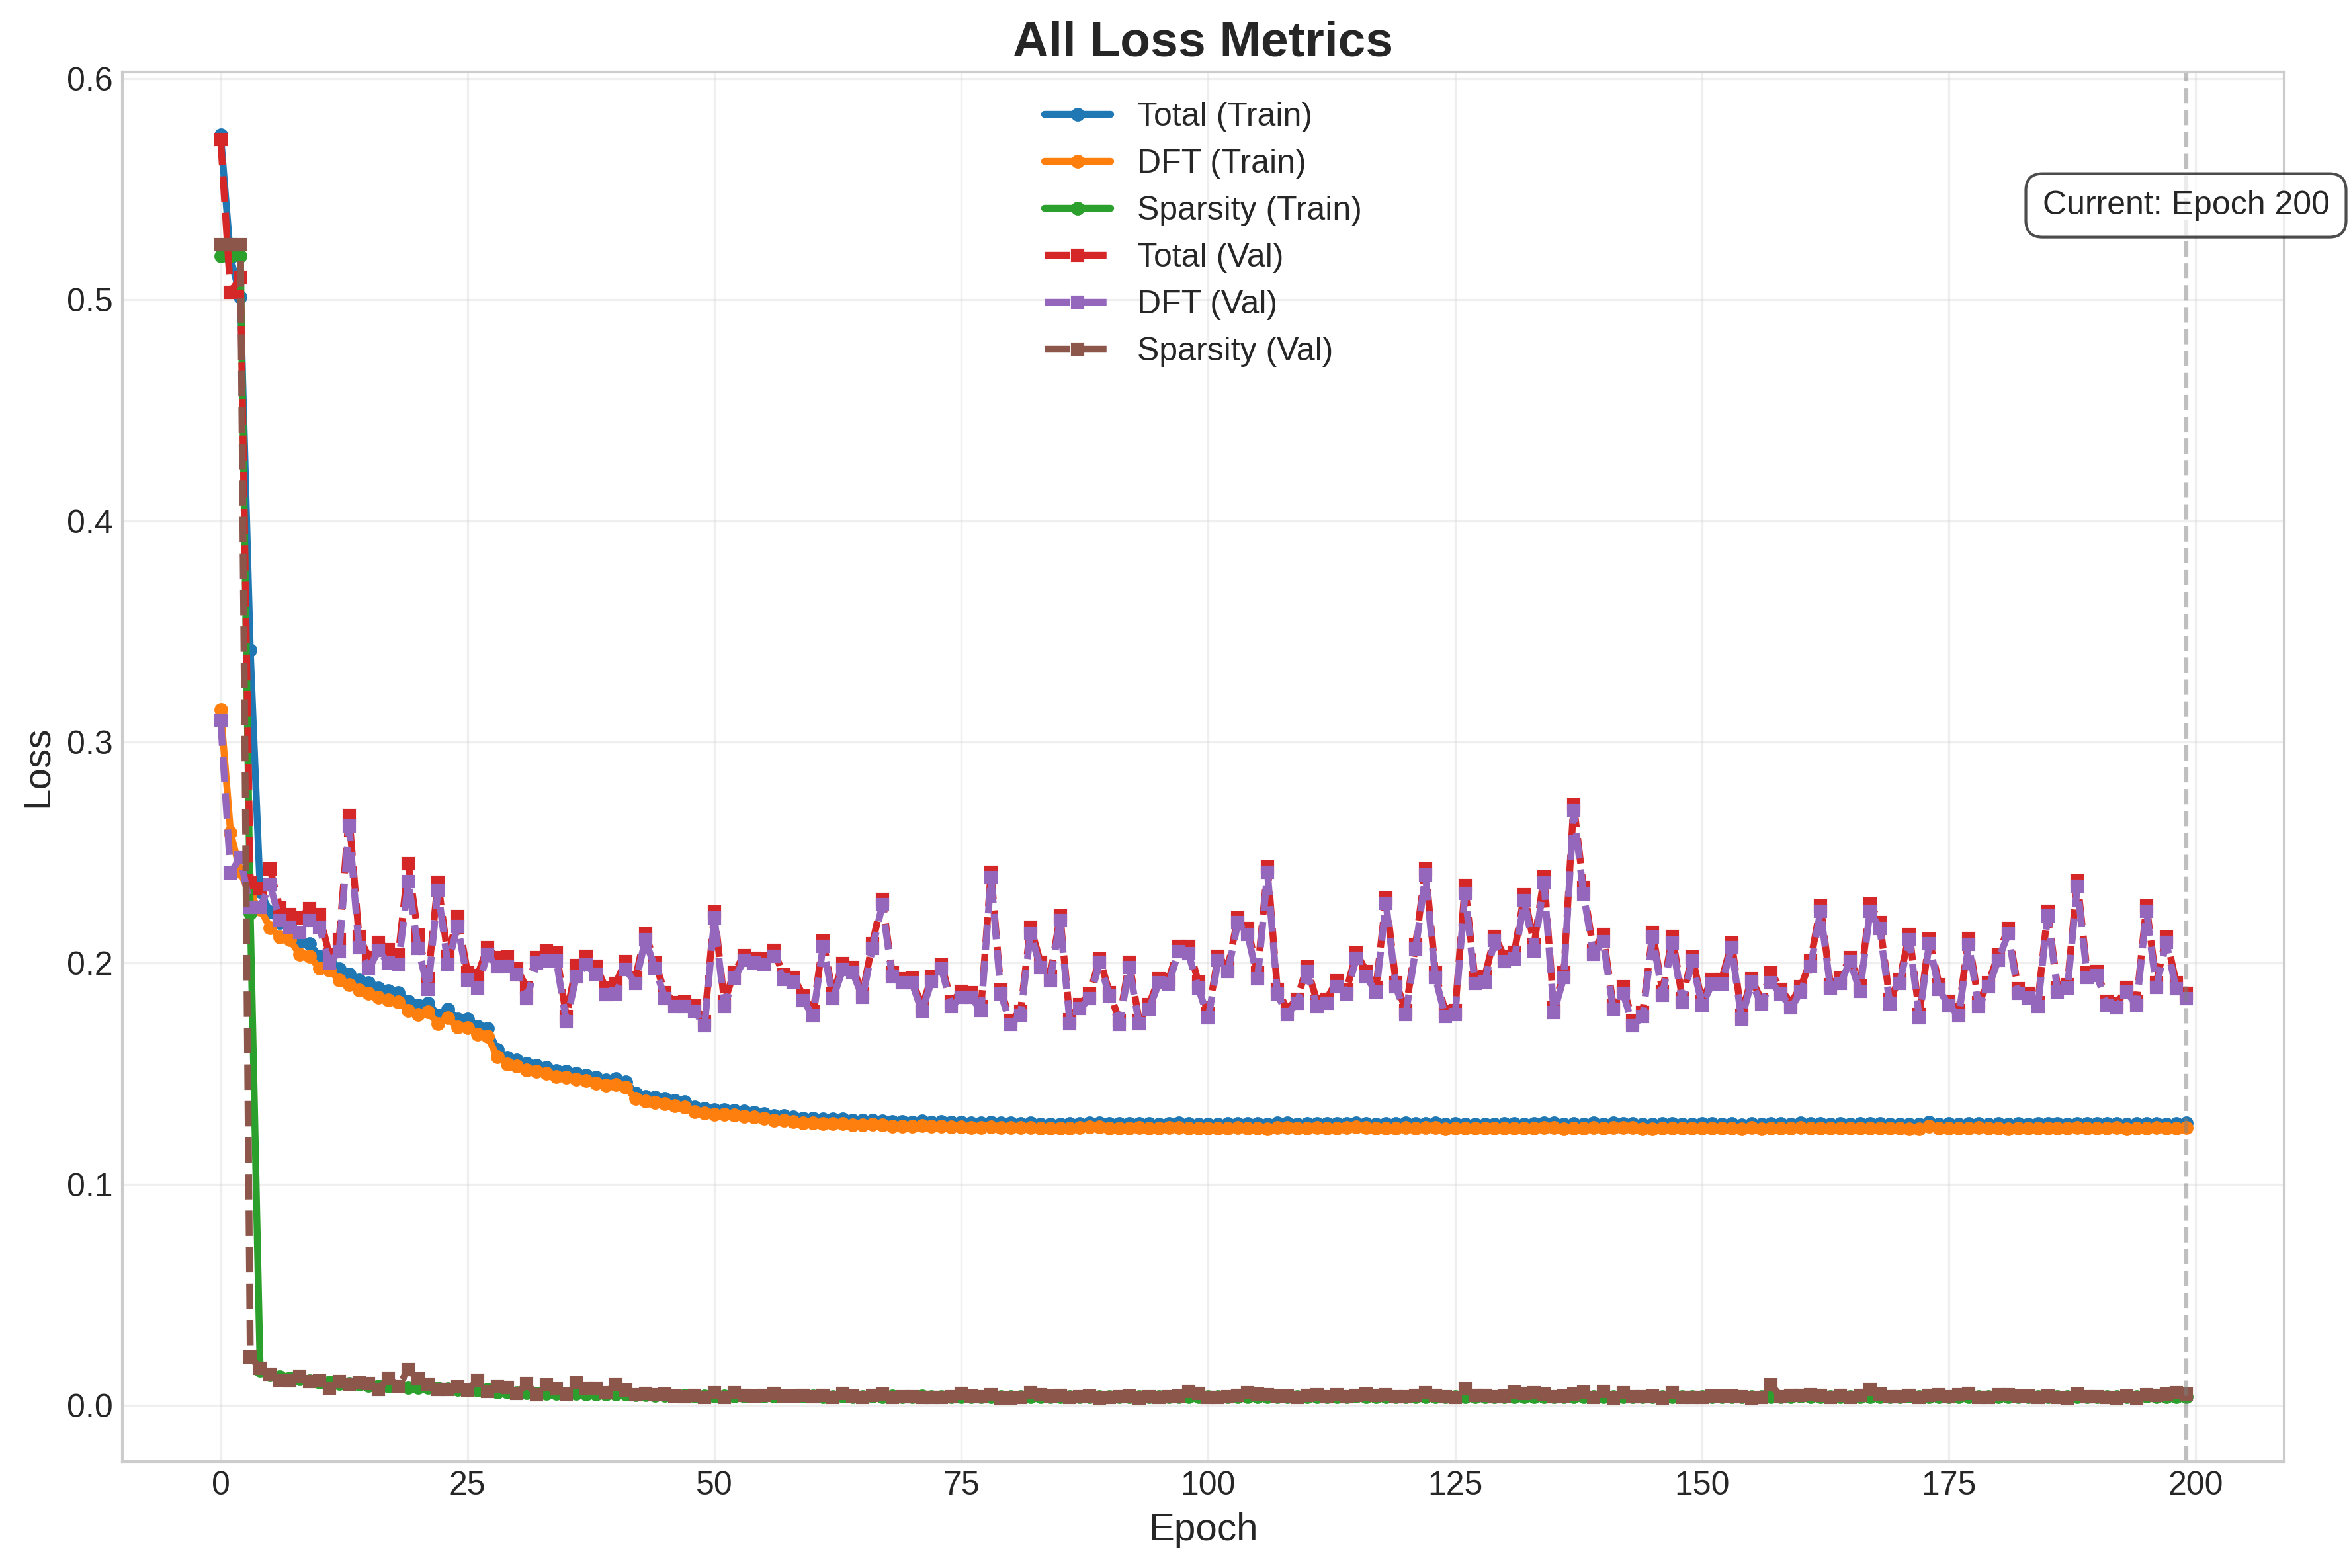 All Loss Metrics
0.6
0.5
0.4
0.3
0.2
0.1
0.0
Loss
Total (Train)
DFT (Train)
Sparsity (Train)
Total (Val)
DFT (Val)
Sparsity (Val)
Current: Epoch 200
0 25 50 75 100 125 150 175 200
Epoch